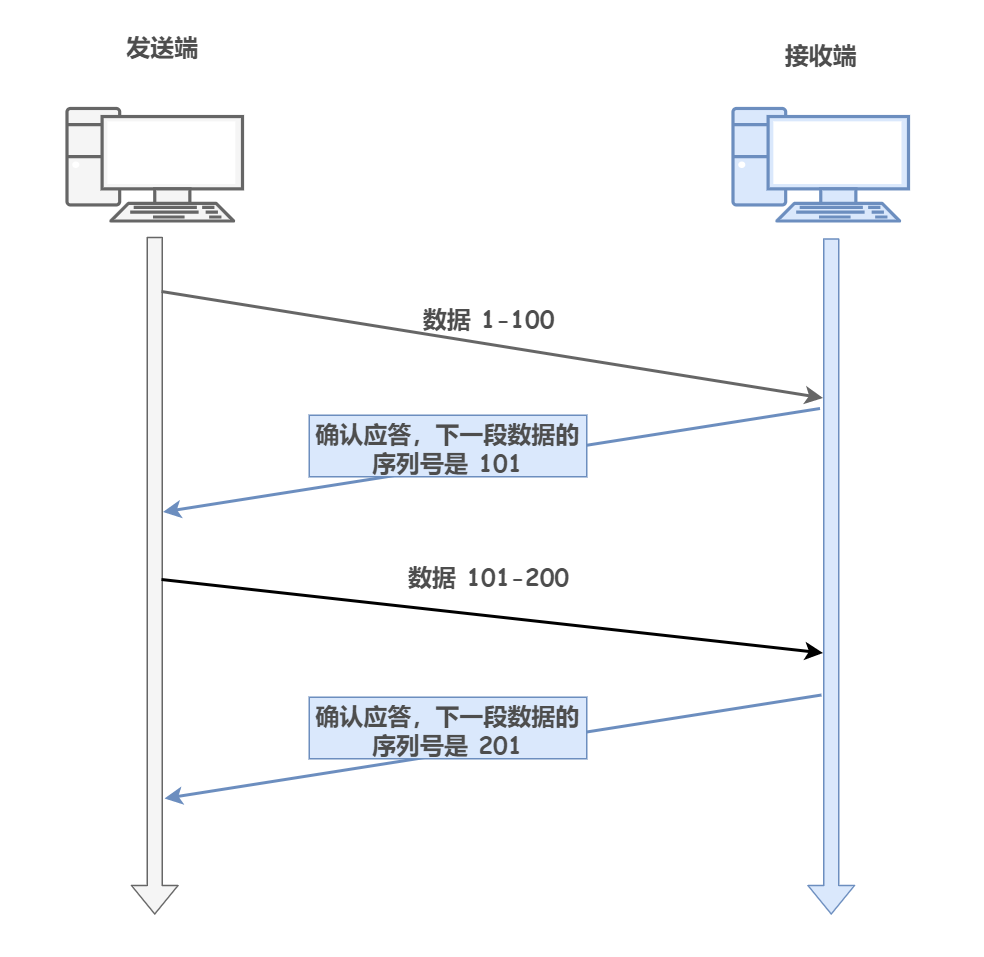 发送端
接收端
数据 1-100
确认应答，下一段数据的
序列号是 101
数据 101-200
确认应答，下一段数据的
序列号是 201